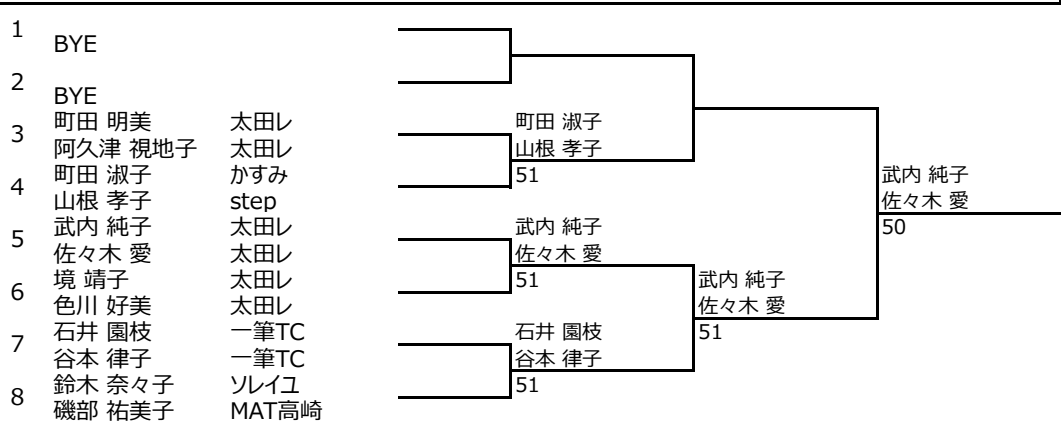 1
BYE
2
BYE
町田 明美 太田レ 町田 淑子
3
阿久津 視地子 太田レ 山根 孝子
町田 淑子 かすみ 51 武内 純子
4
山根 孝子 step 佐々木 愛
武内 純子 太田レ 武内 純子 50
5
佐々木 愛 太田レ 佐々木 愛
境 靖子 太田レ 51 武内 純子
6
色川 好美 太田レ 佐々木 愛
石井 園枝 一筆TC 石井 園枝 51
7
谷本 律子 一筆TC 谷本 律子
鈴木 奈々子 ソレイユ 51
8
磯部 祐美子 MAT高崎